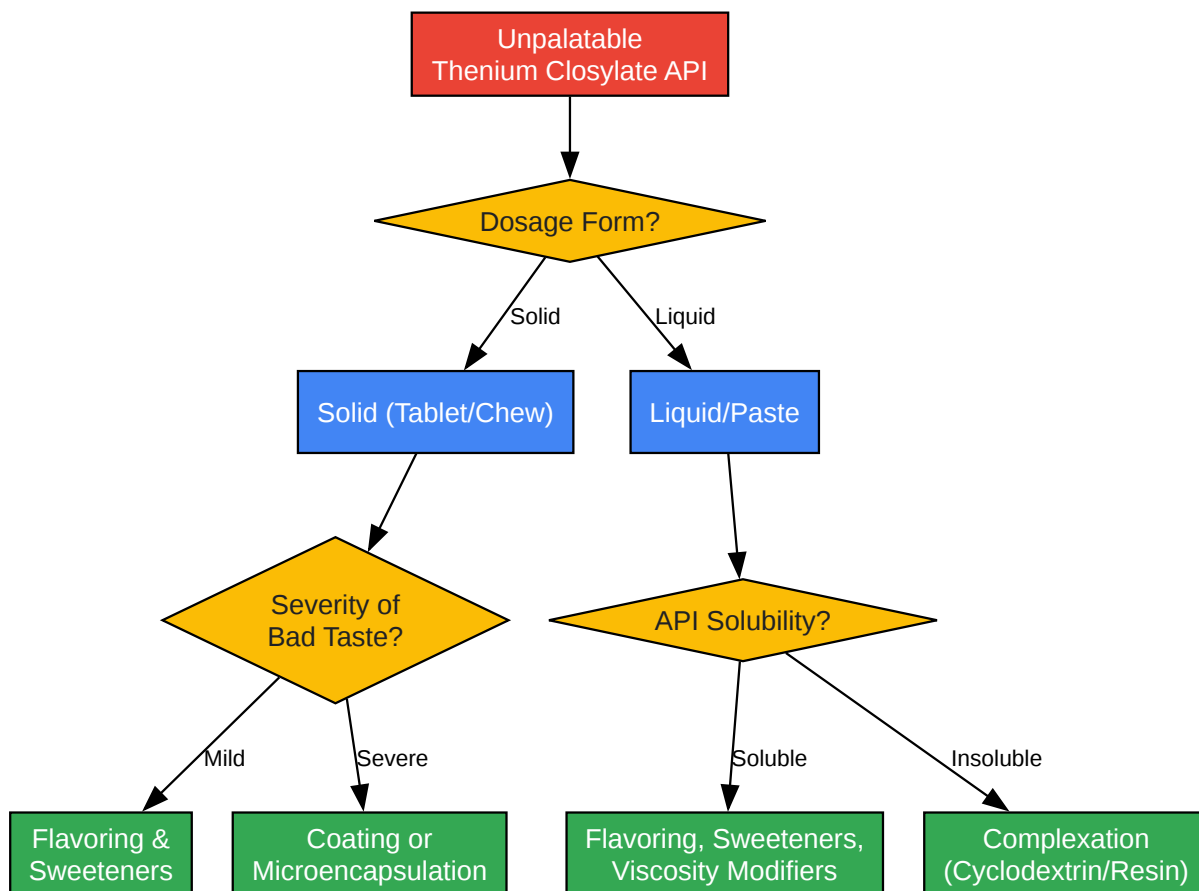 Unpalatable
Thenium Closylate API
Dosage Form?
Solid
Liquid
Solid (Tablet/Chew)
Liquid/Paste
Severity of
Bad Taste?
API Solubility?
Mild
Severe
Soluble
Insoluble
Flavoring &
Sweeteners
Coating or
Microencapsulation
Flavoring, Sweeteners,
Viscosity Modifiers
Complexation
(Cyclodextrin/Resin)